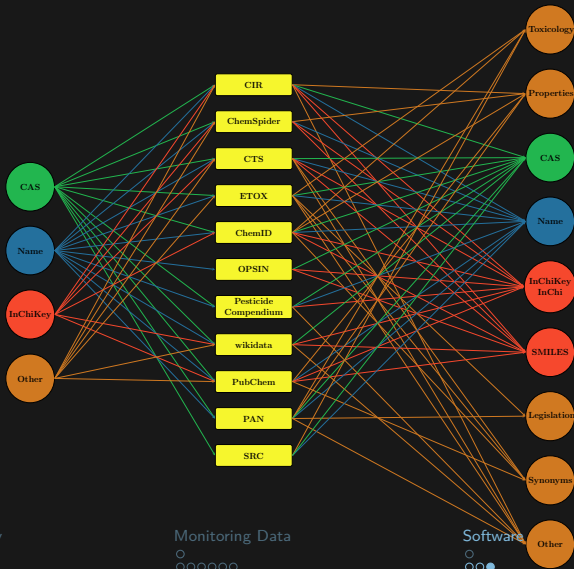 CAS
Name
InChiKey
Other
CIR
ChemSpider
CTS
ETOX
ChemID
OPSIN
Pesticide
Compendium
wikidata
PubChem
PAN
SRC
Toxicology
Properties
CAS
Name
InChiKey
InChi
SMILES
Legislation
Synonyms
Other
Monitoring Data
Software